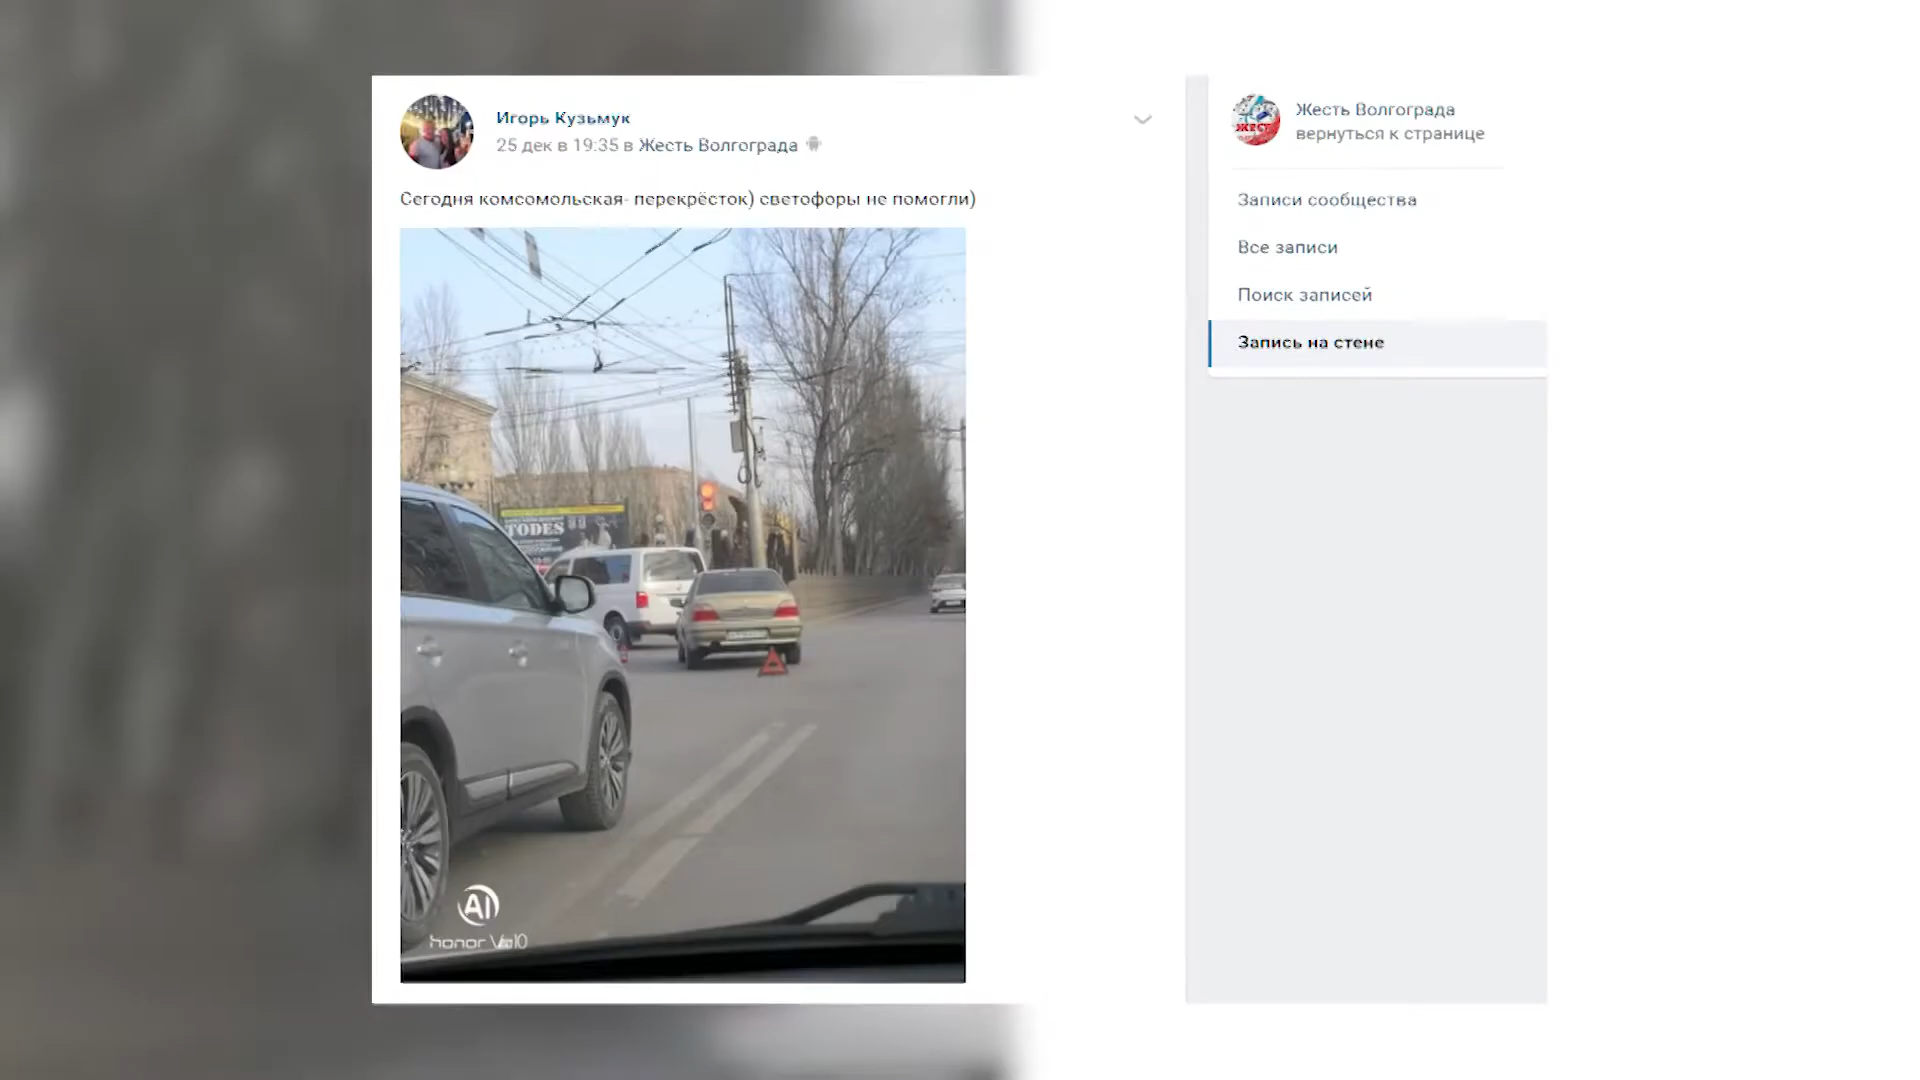 Игорь Кузьмук
25 дек в 19:35 в Жесть Волгограда
Сегодня комсомольская- перекрёсток) светофоры не помогли)
TODES
AI
honor View10
ЖЕСТЬ
Жесть Волгограда
вернуться к странице
Записи сообщества
Все записи
Поиск записей
Запись на стене